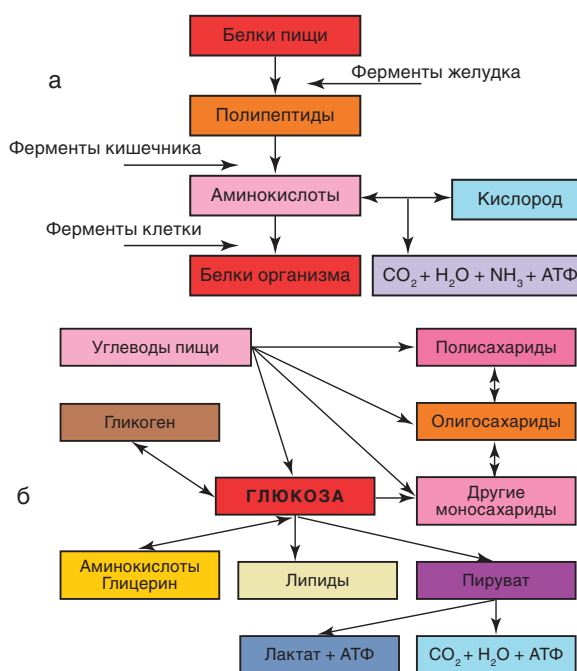 Белки пищи
а
Ферменты желудка
Полипептиды
Ферменты кишечника
Аминокислоты
Кислород
Ферменты клетки
Белки организма
CO₂ + H₂O + NH₃ + АТФ
Углеводы пищи
Полисахариды
Гликоген
Олигосахариды
б
ГЛЮКОЗА
Другие
моносахариды
Аминокислоты
Глицерин
Липиды
Пируват
Лактат + АТФ
CO₂ + H₂O + АТФ